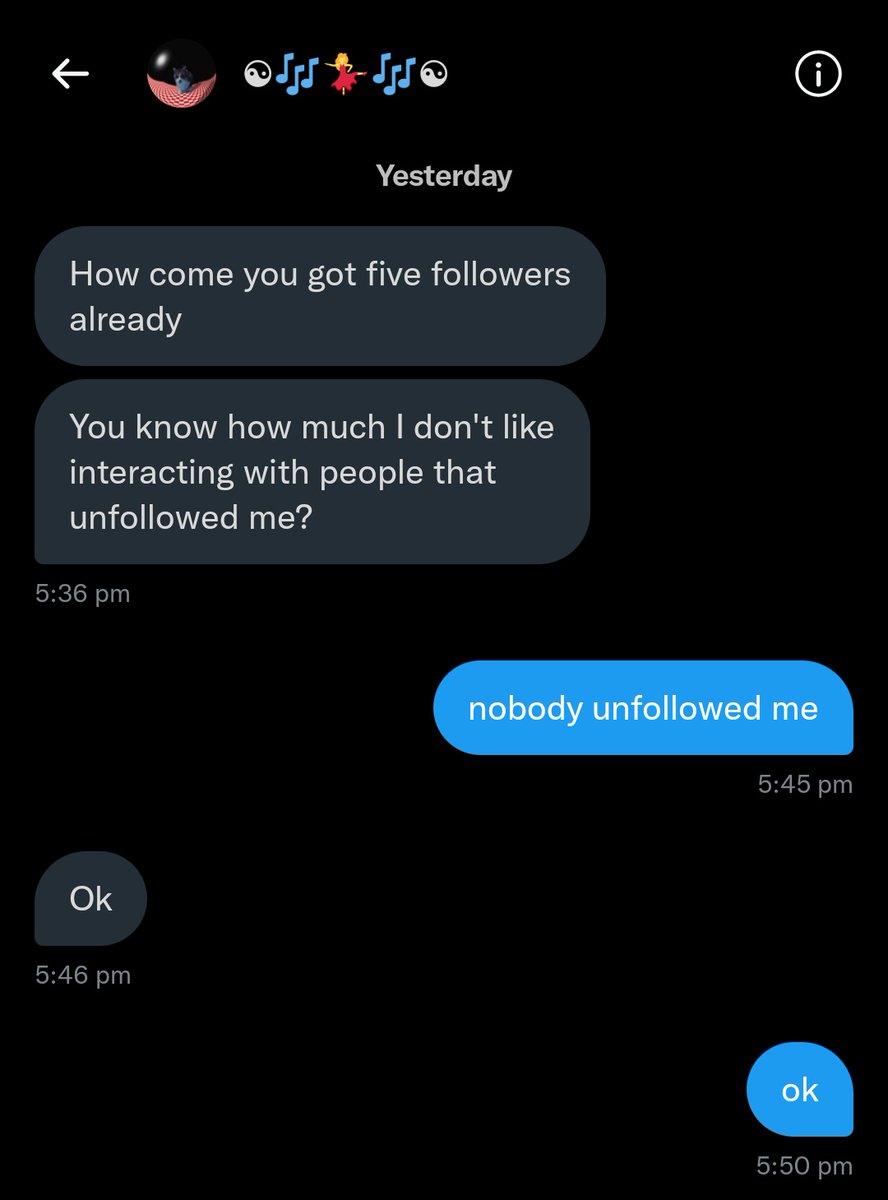 ☯🎶💃🎶☯
Yesterday
How come you got five followers
already
You know how much I don't like
interacting with people that
unfollowed me?
5:36 pm
nobody unfollowed me
5:45 pm
Ok
5:46 pm
ok
5:50 pm